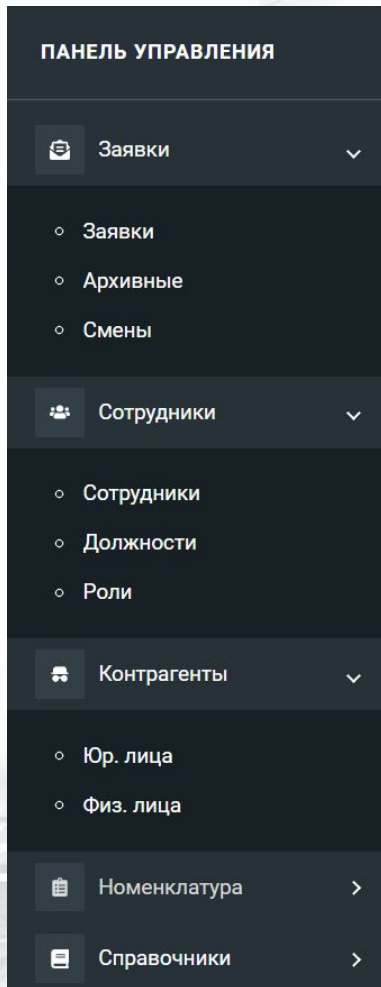 ПАНЕЛЬ УПРАВЛЕНИЯ
Заявки
Заявки
Архивные
Смены
Сотрудники
Сотрудники
Должности
Роли
Контрагенты
Юр. лица
Физ. лица
Номенклатура
Справочники